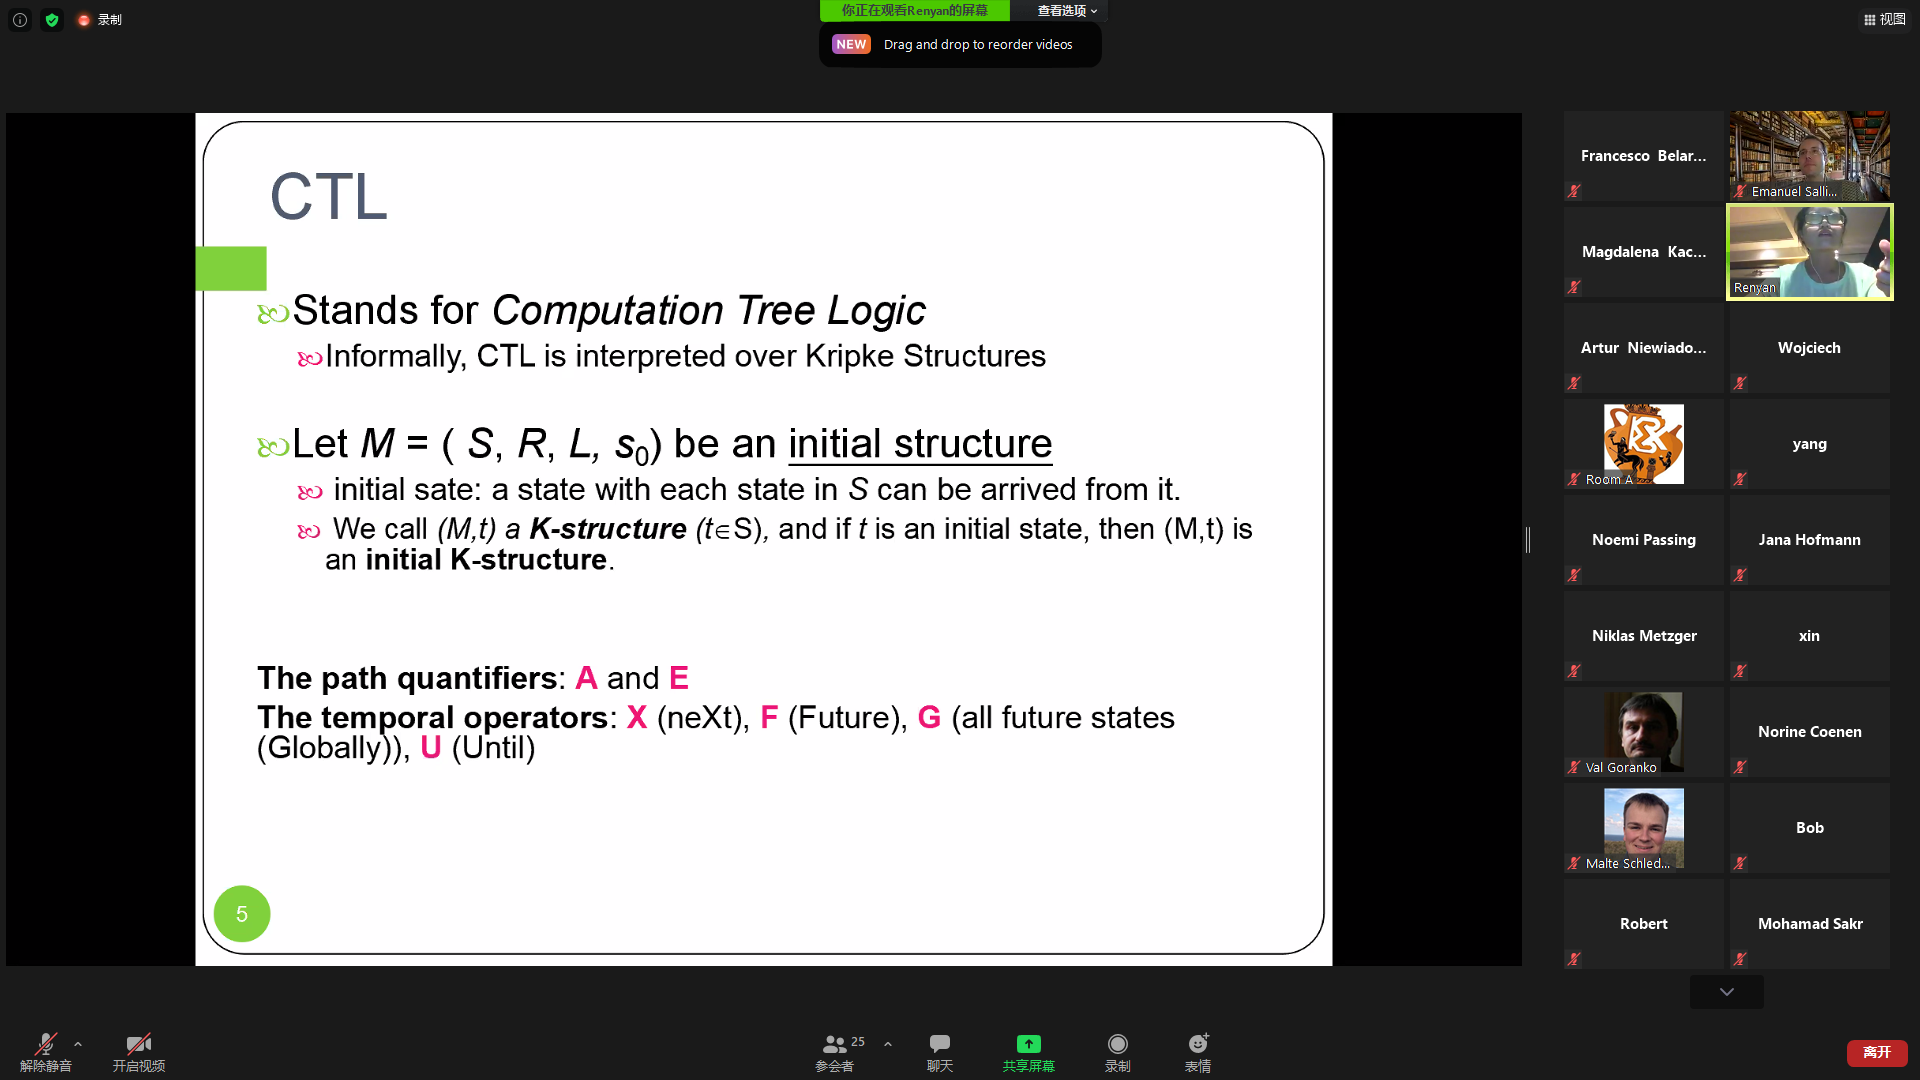 录制
你正在观看Renyan的屏幕
查看选项
NEW Drag and drop to reorder videos
视图
CTL
Stands for Computation Tree Logic
Informally, CTL is interpreted over Kripke Structures
Let M = ( S, R, L, s0) be an initial structure
initial sate: a state with each state in S can be arrived from it.
We call (M,t) a K-structure (t∈S), and if t is an initial state, then (M,t) is
an initial K-structure.
The path quantifiers: A and E
The temporal operators: X (neXt), F (Future), G (all future states
(Globally)), U (Until)
5
Francesco Belar...
Emanuel Salli...
Magdalena Kac...
Renyan
Artur Niewiado...
Wojciech
Room A
yang
Noemi Passing
Jana Hofmann
Niklas Metzger
xin
Val Goranko
Norine Coenen
Malte Schled...
Bob
Robert
Mohamad Sakr
解除静音
开启视频
25
参会者
聊天
共享屏幕
录制
表情
离开